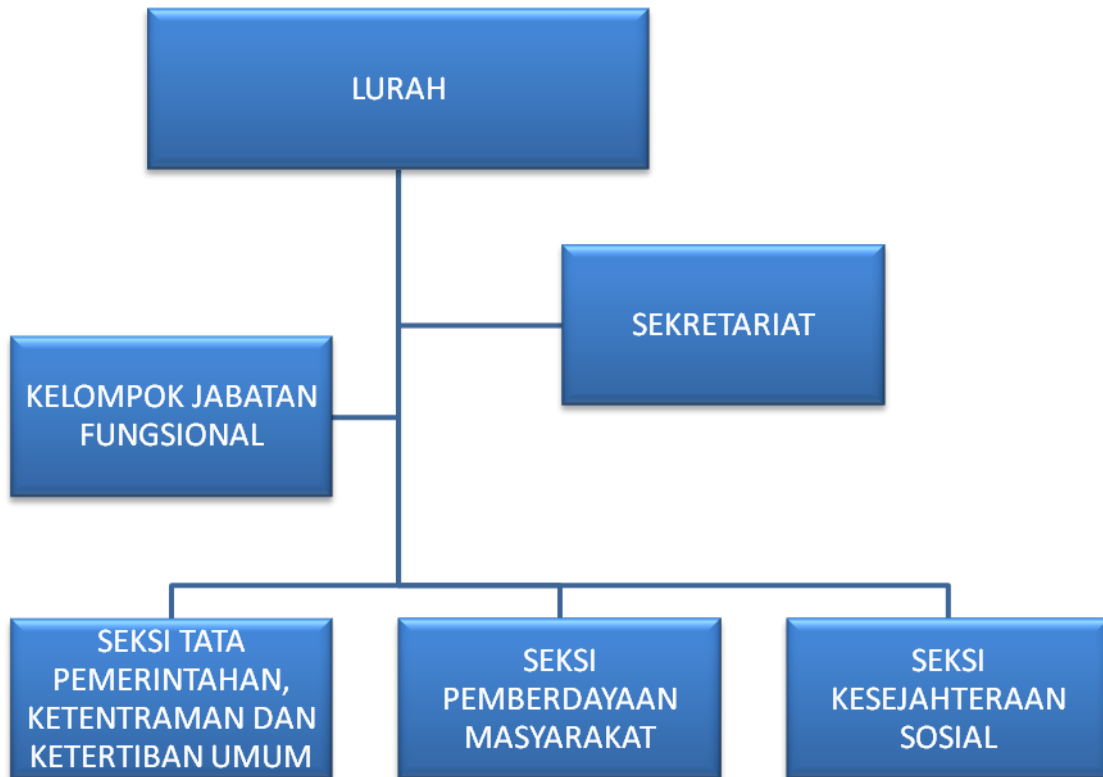 LURAH
SEKRETARIAT
KELOMPOK JABATAN
FUNGSIONAL
SEKSI TATA
PEMERINTAHAN,
KETENTRAMAN DAN
KETERTIBAN UMUM
SEKSI
PEMBERDAYAAN
MASYARAKAT
SEKSI
KESEJAHTERAAN
SOSIAL